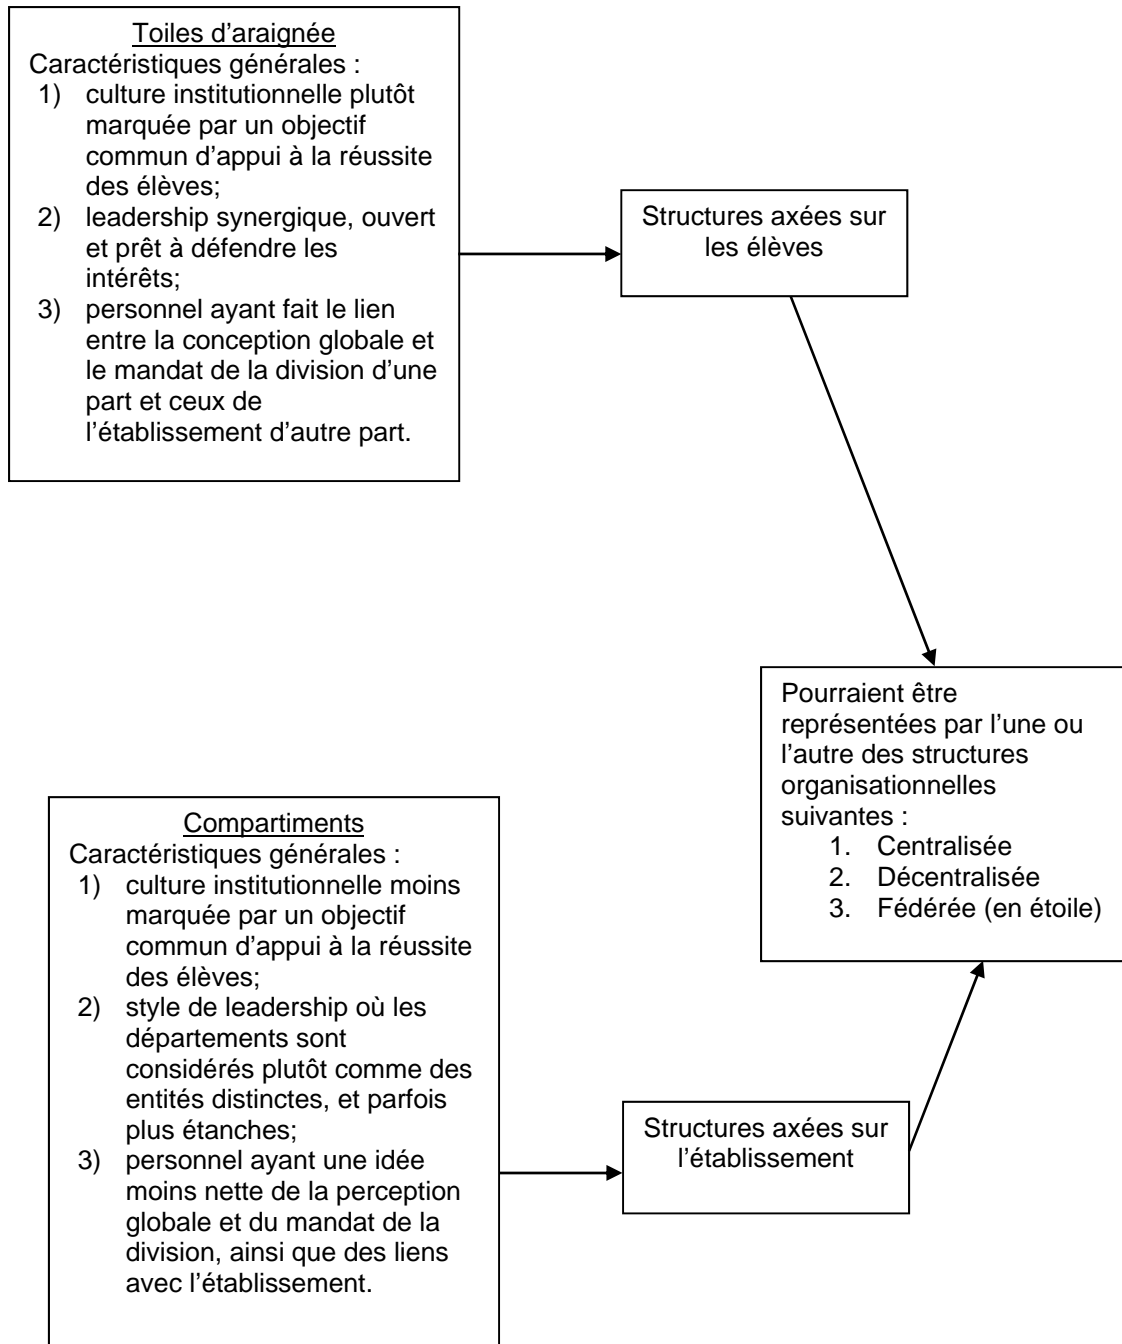 Toiles d’araignée
Caractéristiques générales :
1) culture institutionnelle plutôt
marquée par un objectif
commun d’appui à la réussite
des élèves;
2) leadership synergique, ouvert
et prêt à défendre les
intérêts;
3) personnel ayant fait le lien
entre la conception globale et
le mandat de la division d’une
part et ceux de
l’établissement d’autre part.
Structures axées sur
les élèves
Pourraient être
représentées par l’une ou
l’autre des structures
organisationnelles
suivantes :
1. Centralisée
2. Décentralisée
3. Fédérée (en étoile)
Compartiments
Caractéristiques générales :
1) culture institutionnelle moins
marquée par un objectif
commun d’appui à la réussite
des élèves;
2) style de leadership où les
départements sont
considérés plutôt comme des
entités distinctes, et parfois
plus étanches;
3) personnel ayant une idée
moins nette de la perception
globale et du mandat de la
division, ainsi que des liens
avec l’établissement.
Structures axées sur
l’établissement